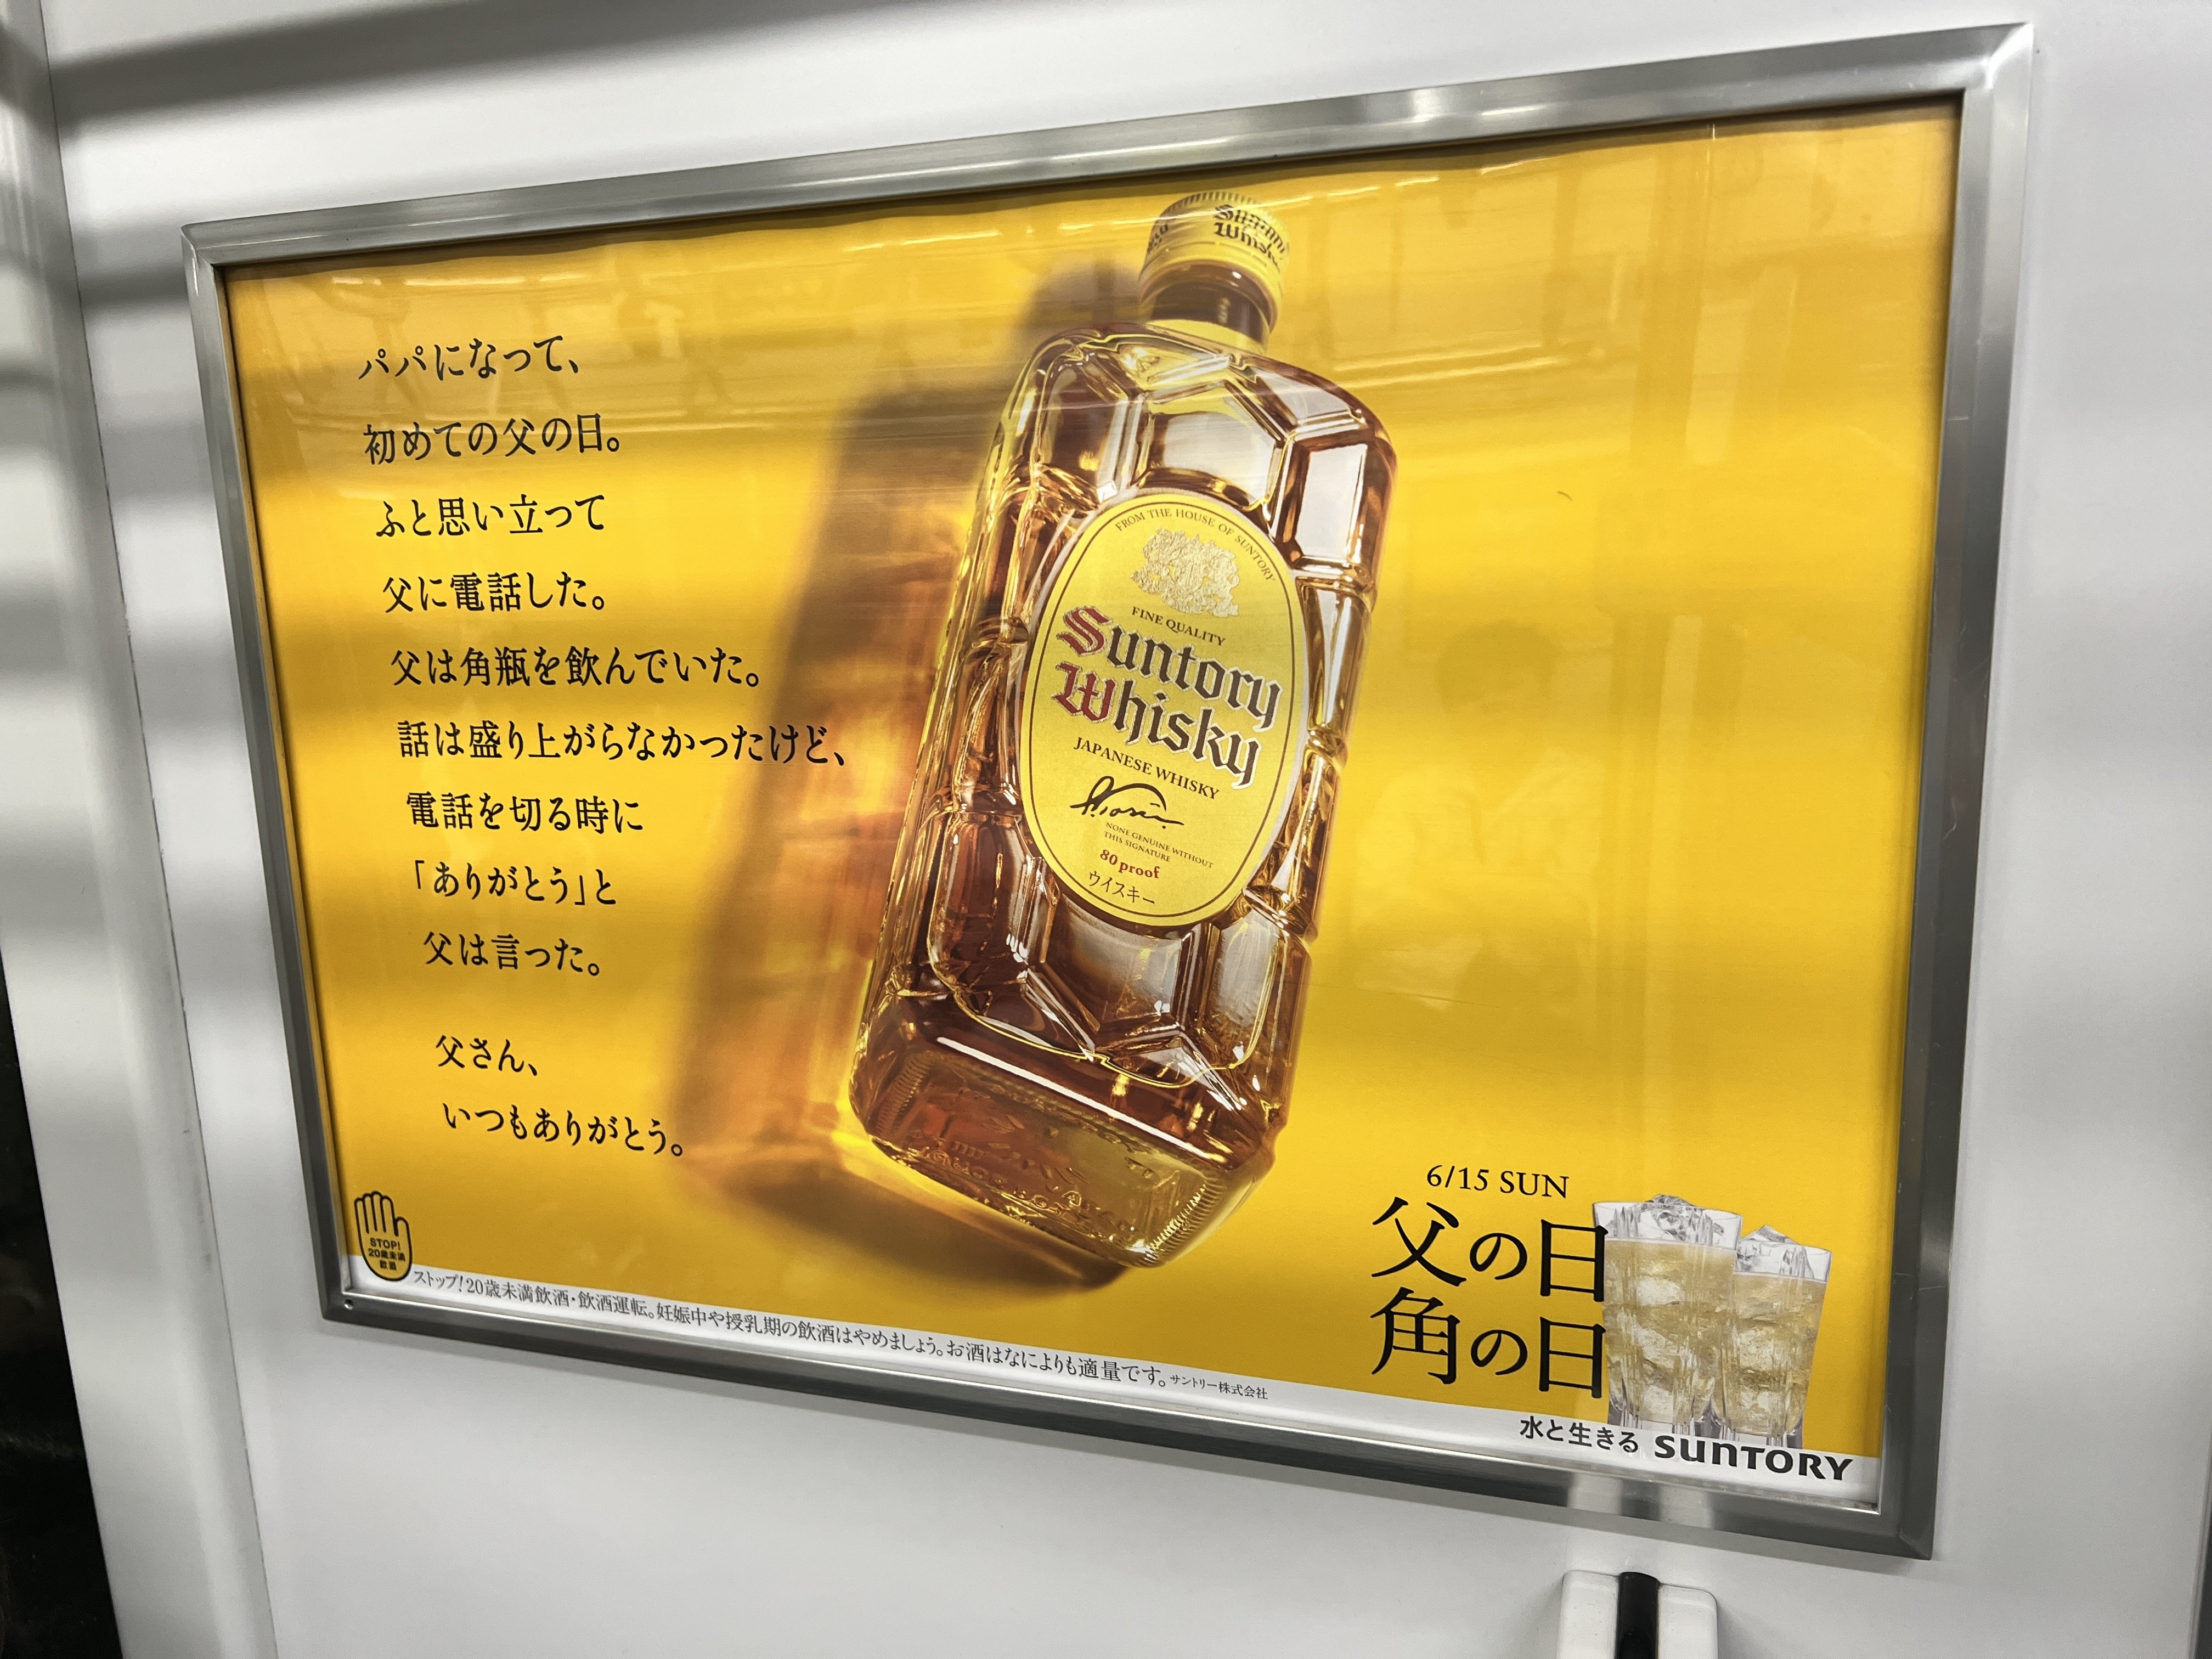 パパになって、
初めての父の日。
ふと思い立って
父に電話した。
父は角瓶を飲んでいた。
話は盛り上がらなかったけど、
電話を切る時に
「ありがとう」と
父は言った。
父さん、
いつもありがとう。
Suntory
Whisky
FROM THE HOUSE OF SUNTORY
FINE QUALITY
Suntory
Whisky
JAPANESE WHISKY
NONE GENUINE WITHOUT
THIS SIGNATURE
80 proof
ウイスキー
6/15 SUN
父の日
角の日
STOP!
20歳未満
飲酒
ストップ!20歳未満飲酒・飲酒運転。妊娠中や授乳期の飲酒はやめましょう。お酒はなによりも適量です。サントリー株式会社
水と生きる SUNTORY